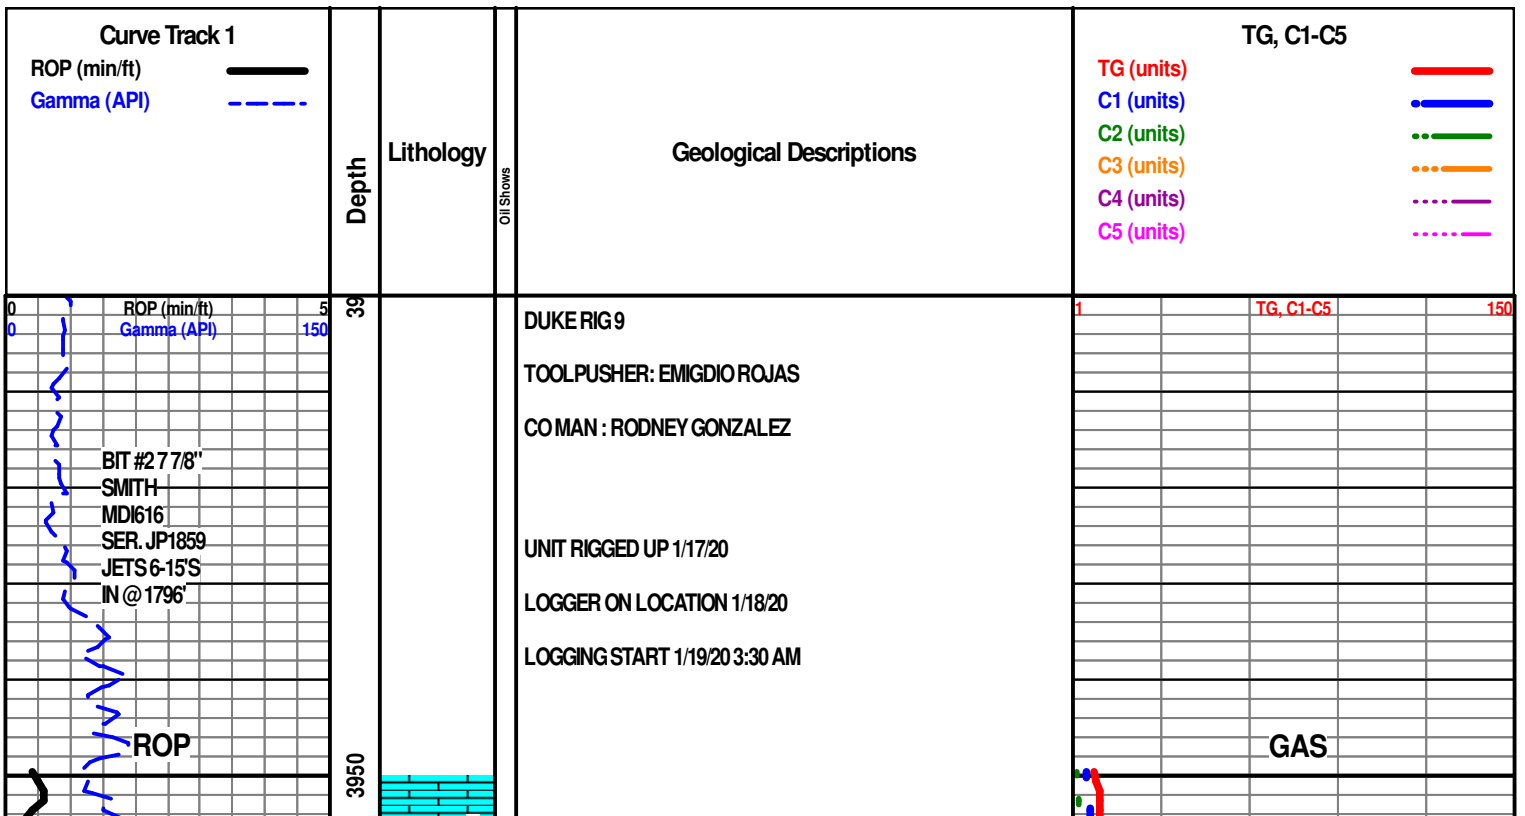 Curve Track 1
ROP (min/ft)
Gamma (API)
Depth
Lithology
Oil Shows
Geological Descriptions
TG, C1-C5
TG (units)
C1 (units)
C2 (units)
C3 (units)
C4 (units)
C5 (units)
0 ROP (min/ft) 5
0 Gamma (API) 150
39
1 TG, C1-C5 150
DUKE RIG 9
TOOLPUSHER: EMIGDIO ROJAS
CO MAN : RODNEY GONZALEZ
BIT #2 7 7/8"
SMITH
MDI616
SER. JP1859
JETS 6-15'S
IN @ 1796'
UNIT RIGGED UP 1/17/20
LOGGER ON LOCATION 1/18/20
LOGGING START 1/19/20 3:30 AM
ROP
3950
GAS